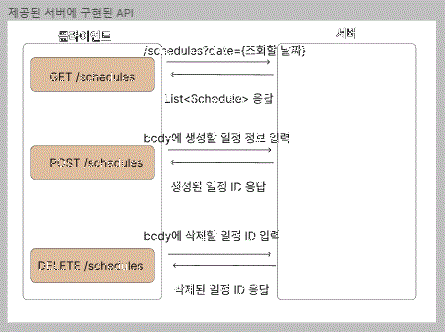 제공된 서버에 구현된 API
클라이언트
서버
/schedules?date={조회할 날짜}
GET /schedules
List<Schedule> 응답
body에 생성할 일정 정보 입력
POST /schedules
생성된 일정 ID 응답
body에 삭제할 일정 ID 입력
DELETE /schedules
삭제된 일정 ID 응답